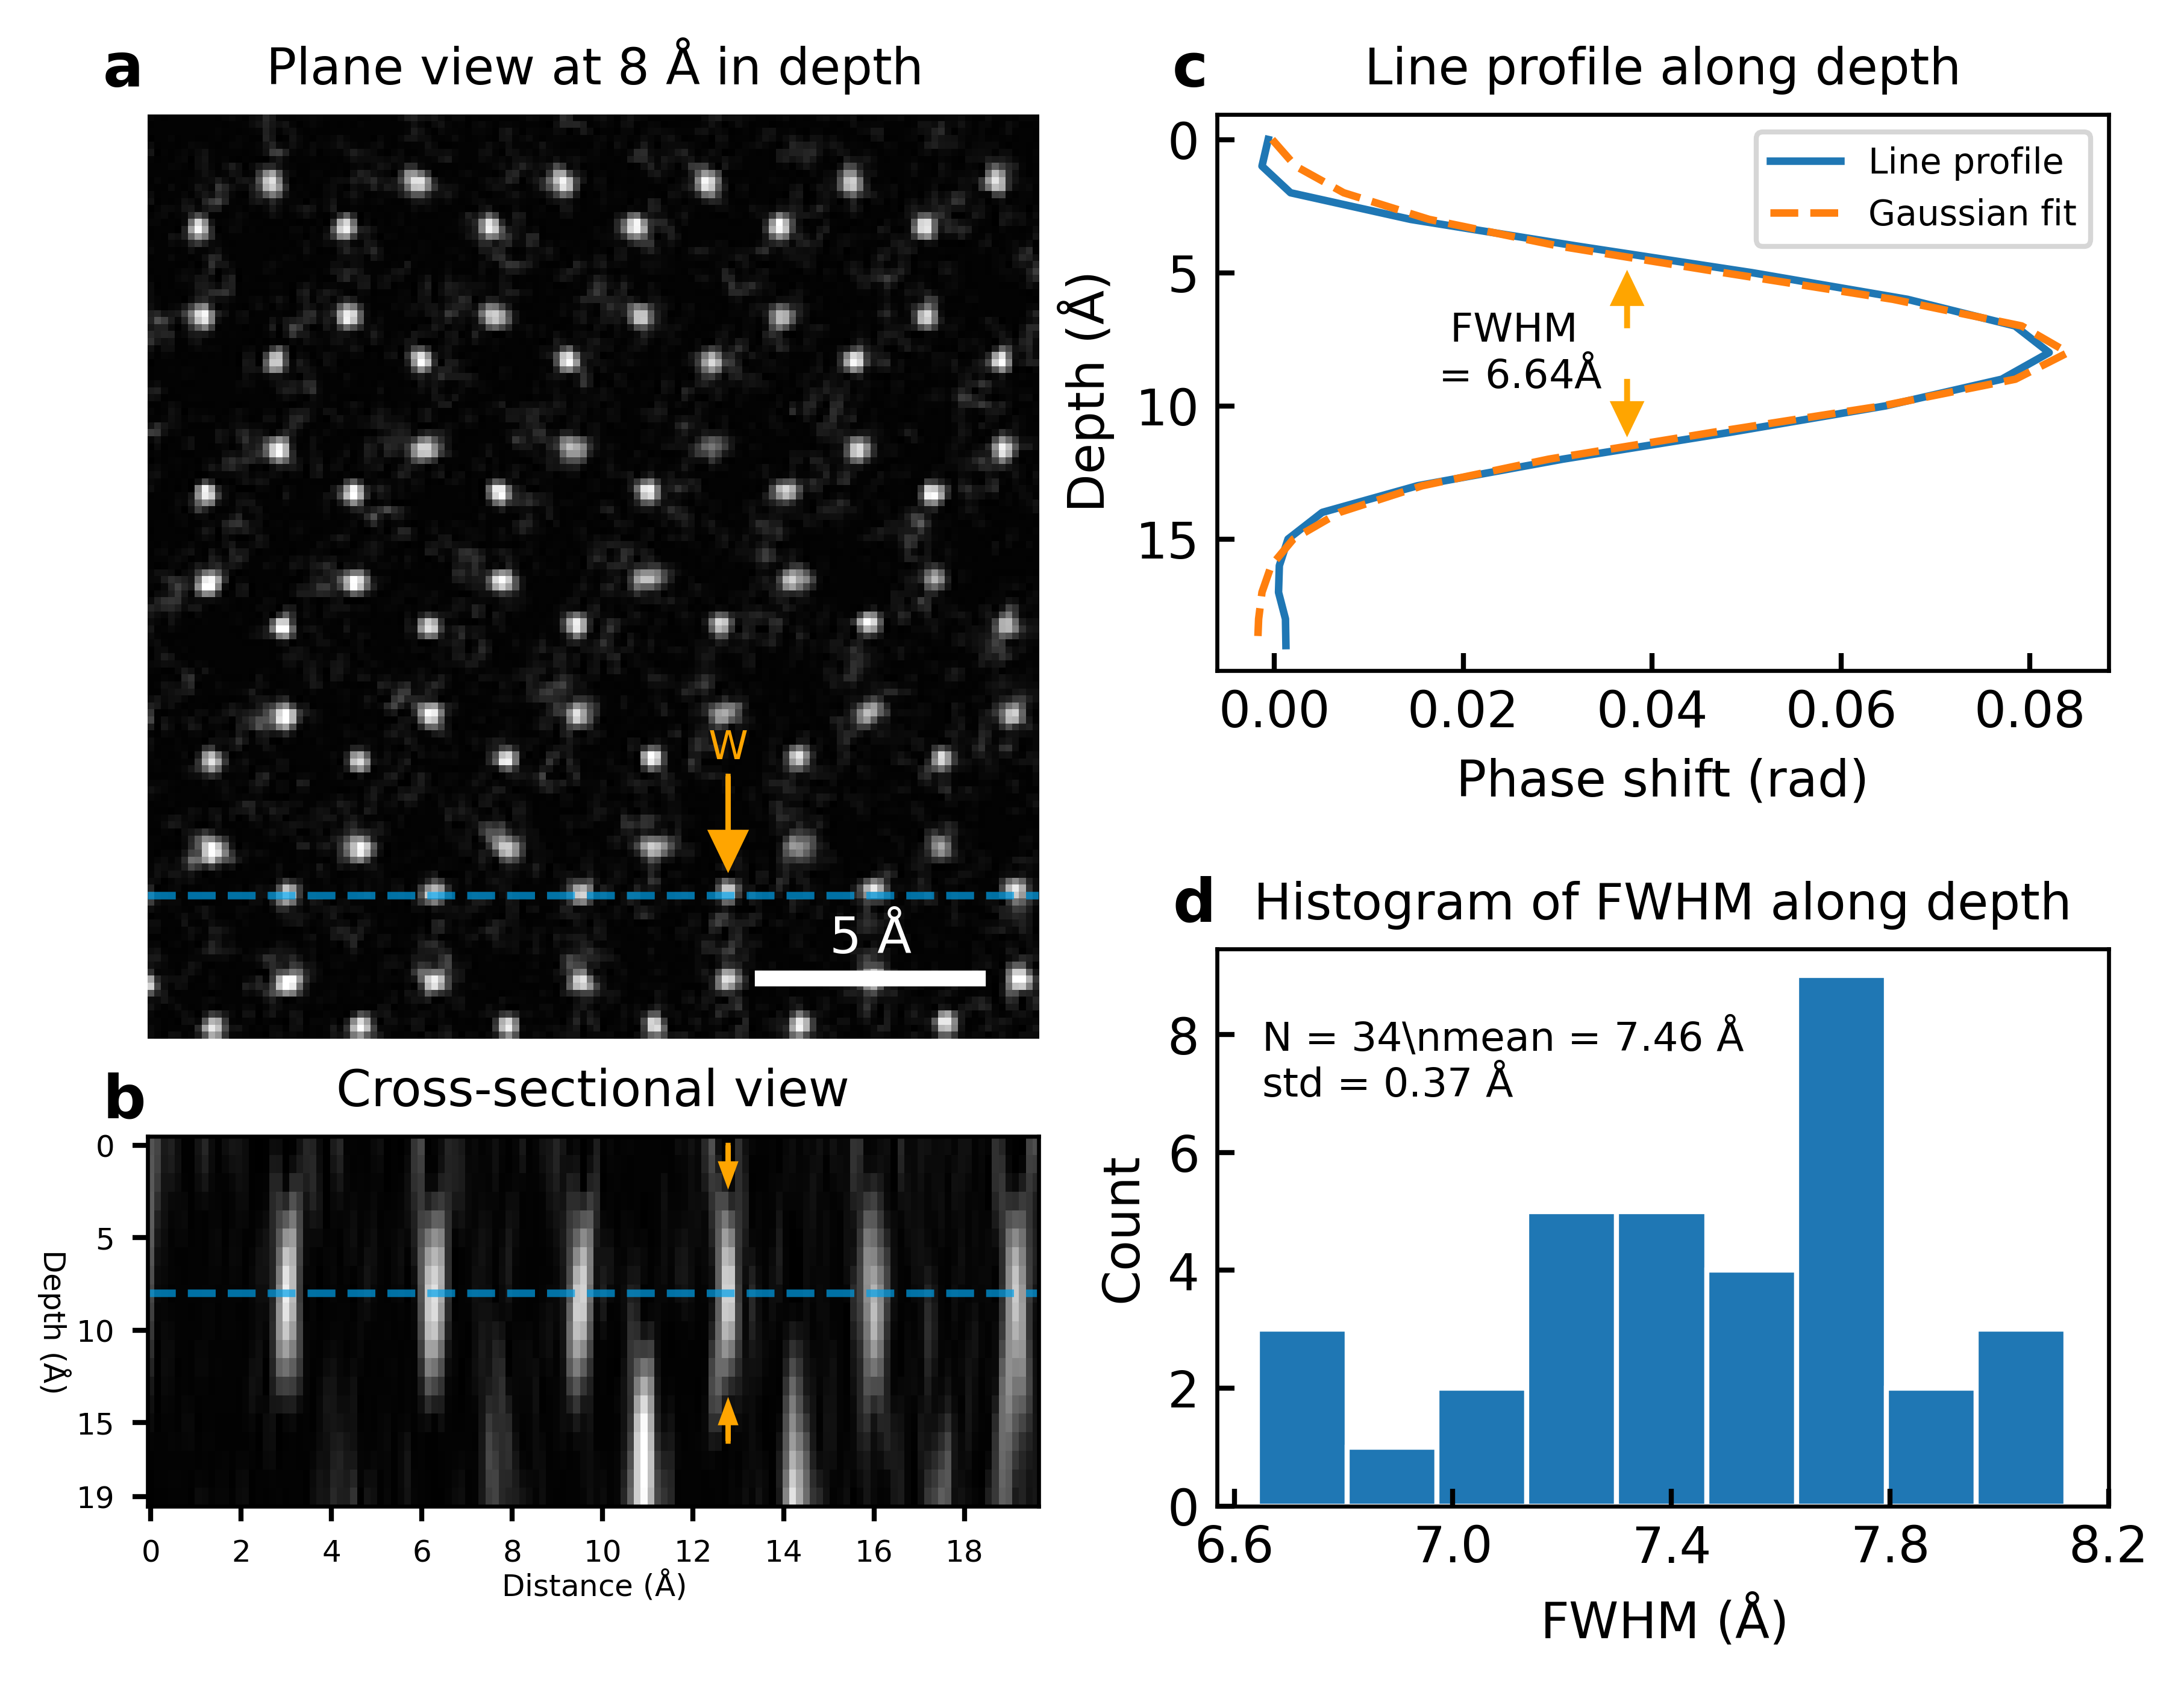 a
Plane view at 8 Å in depth
W
5 Å
b
Cross-sectional view
0
5
10
15
19
Depth (Å)
0 2 4 6 8 10 12 14 16 18
Distance (Å)
c
Line profile along depth
0
5
10
15
Depth (Å)
Line profile
Gaussian fit
FWHM
= 6.64Å
0.00 0.02 0.04 0.06 0.08
Phase shift (rad)
d
Histogram of FWHM along depth
8
6
4
2
0
Count
N = 34\nmean = 7.46 Å
std = 0.37 Å
6.6 7.0 7.4 7.8 8.2
FWHM (Å)